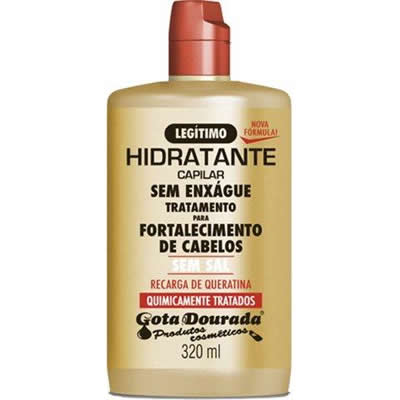 LEGÍTIMO
NOVA
FÓRMULA!
HIDRATANTE
CAPILAR
SEM ENXÁGUE
TRATAMENTO
PARA
FORTALECIMENTO
DE CABELOS
SEM SAL
RECARGA DE QUERATINA
QUIMICAMENTE TRATADOS
Gota Dourada
Produtos cosméticos
320 ml